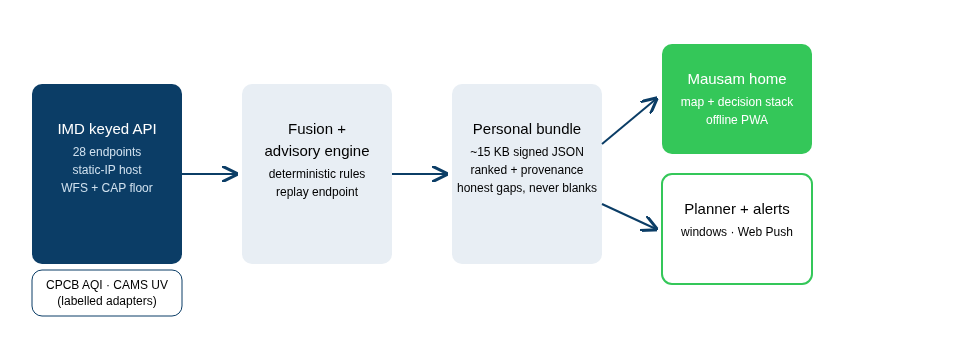 IMD keyed API
28 endpoints
static-IP host
WFS + CAP floor
CPCB AQI · CAMS UV
(labelled adapters)
Fusion +
advisory engine
deterministic rules
replay endpoint
Personal bundle
~15 KB signed JSON
ranked + provenance
honest gaps, never blanks
Mausam home
map + decision stack
offline PWA
Planner + alerts
windows · Web Push